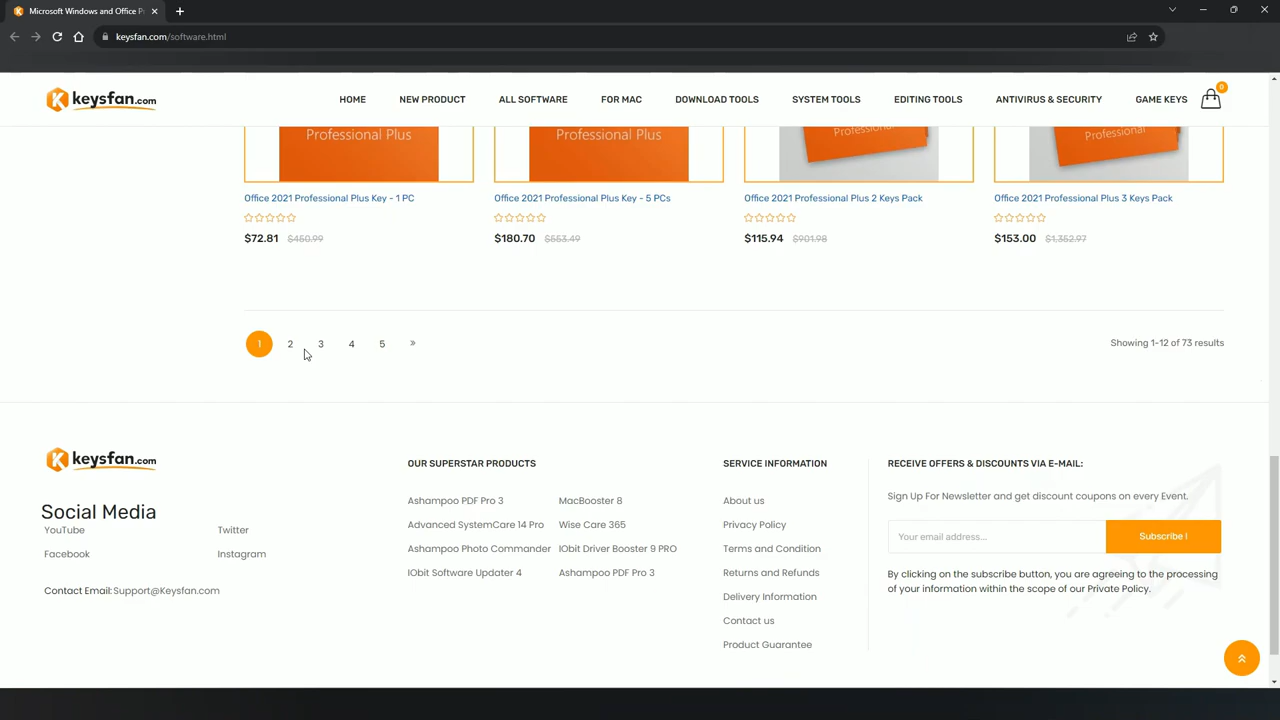 Microsoft Windows and Office P
keysfan.com/software.html
keysfan.com
HOME
NEW PRODUCT
ALL SOFTWARE
FOR MAC
DOWNLOAD TOOLS
SYSTEM TOOLS
EDITING TOOLS
ANTIVIRUS & SECURITY
GAME KEYS
0
Professional Plus
Professional Plus
Professional
Professional
Office 2021 Professional Plus Key - 1 PC
Office 2021 Professional Plus Key - 5 PCs
Office 2021 Professional Plus 2 Keys Pack
Office 2021 Professional Plus 3 Keys Pack
$72.81 $450.99
$180.70 $553.49
$115.94 $901.98
$153.00 $1,352.97
1 2 3 4 5 »
Showing 1-12 of 73 results
keysfan.com
Social Media
YouTube
Twitter
Facebook
Instagram
Contact Email: Support@Keysfan.com
OUR SUPERSTAR PRODUCTS
Ashampoo PDF Pro 3
MacBooster 8
Advanced SystemCare 14 Pro
Wise Care 365
Ashampoo Photo Commander
IObit Driver Booster 9 PRO
IObit Software Updater 4
Ashampoo PDF Pro 3
SERVICE INFORMATION
About us
Privacy Policy
Terms and Condition
Returns and Refunds
Delivery Information
Contact us
Product Guarantee
RECEIVE OFFERS & DISCOUNTS VIA E-MAIL:
Sign Up For Newsletter and get discount coupons on every Event.
Your email address...
Subscribe !
By clicking on the subscribe button, you are agreeing to the processing
of your information within the scope of our Private Policy.